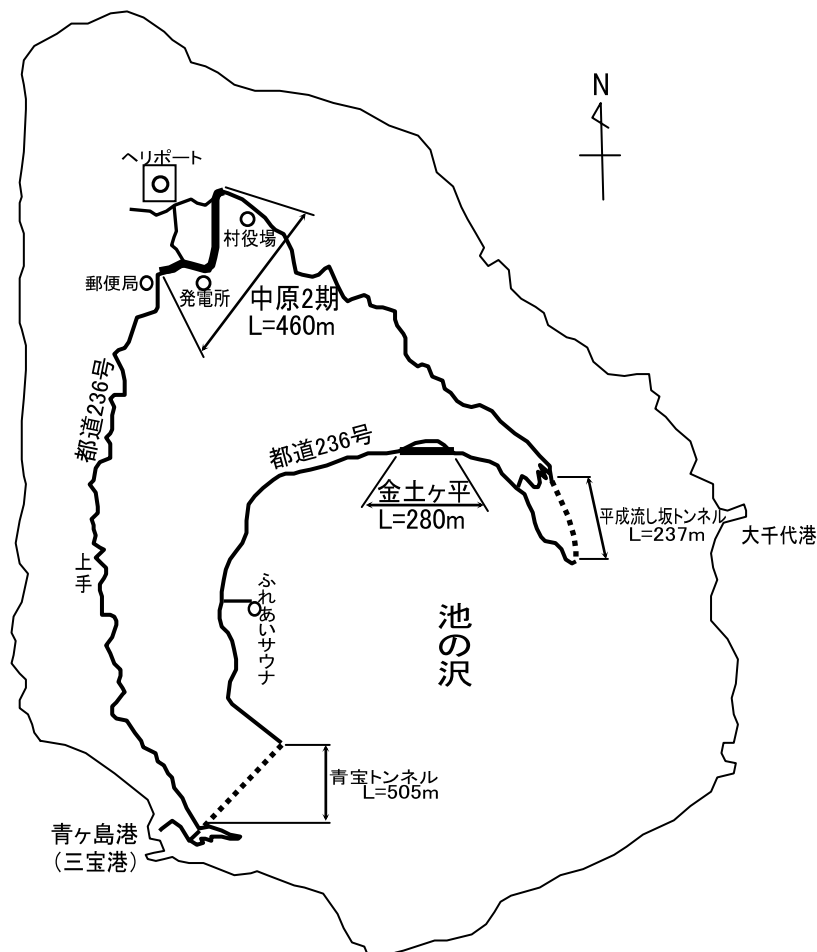 N
ヘリポート
村役場
郵便局
発電所
中原2期
L=460m
都道236号
都道236号
金土ヶ平
L=280m
平成流し坂トンネル
L=237m
大千代港
上手
ふれあいサウナ
池の沢
青宝トンネル
L=505m
青ヶ島港
(三宝港)